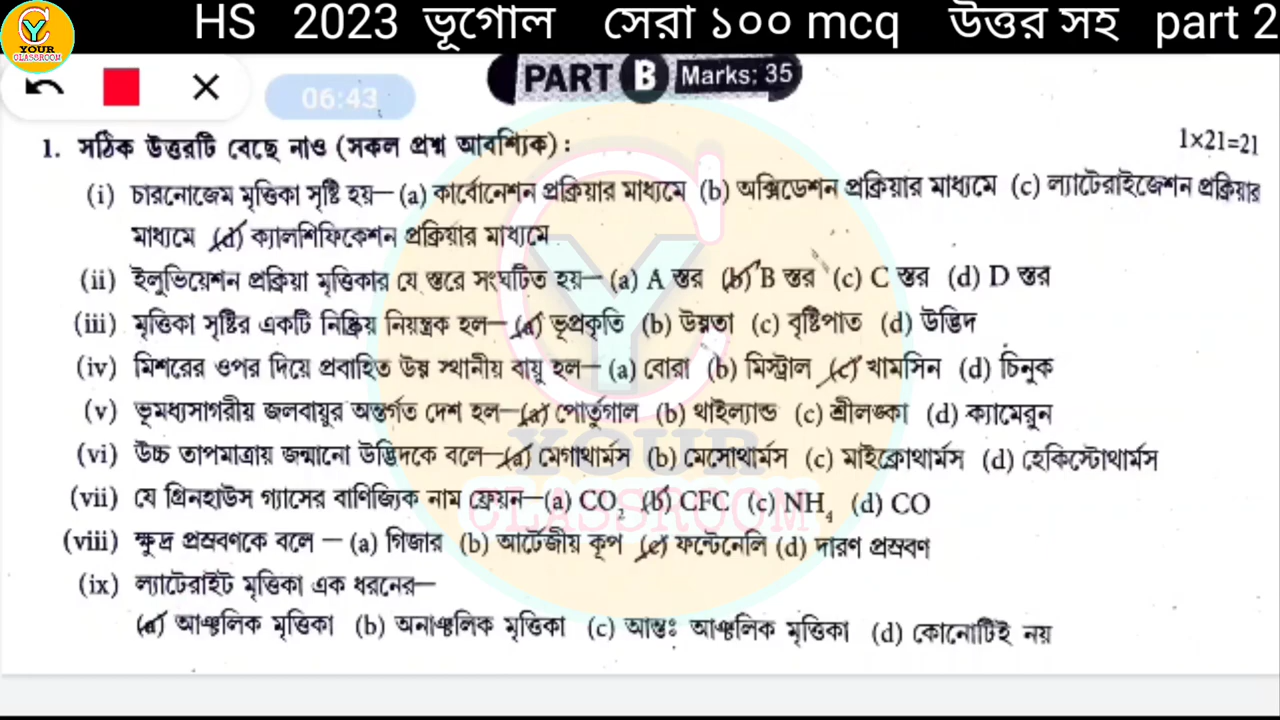 HS 2023 ভূগোল সেরা ১০০ mcq উত্তর সহ part 2
YOUR
CLASSROOM
06:43
PART B Marks: 35
1. সঠিক উত্তরটি বেছে নাও (সকল প্রশ্ন আবশ্যিক) : 1×21=21
(i) চারনোজেম মৃত্তিকা সৃষ্টি হয়— (a) কার্বোনেশন প্রক্রিয়ার মাধ্যমে (b) অক্সিডেশন প্রক্রিয়ার মাধ্যমে (c) ল্যাটেরাইজেশন প্রক্রিয়ার
মাধ্যমে (d) ক্যালশিফিকেশন প্রক্রিয়ার মাধ্যমে
(ii) ইলুভিয়েশন প্রক্রিয়া মৃত্তিকার যে স্তরে সংঘটিত হয়— (a) A স্তর (b) B স্তর (c) C স্তর (d) D স্তর
(iii) মৃত্তিকা সৃষ্টির একটি নিষ্ক্রিয় নিয়ন্ত্রক হল— (a) ভূপ্রকৃতি (b) উষ্ণতা (c) বৃষ্টিপাত (d) উদ্ভিদ
(iv) মিশরের ওপর দিয়ে প্রবাহিত উষ্ণ স্থানীয় বায়ু হল— (a) বোরা (b) মিস্ট্রাল (c) খামসিন (d) চিনুক
(v) ভূমধ্যসাগরীয় জলবায়ুর অন্তর্গত দেশ হল— (a) পোর্তুগাল (b) থাইল্যান্ড (c) শ্রীলঙ্কা (d) ক্যামেরুন
(vi) উচ্চ তাপমাত্রায় জন্মানো উদ্ভিদকে বলে— (a) মেগাথার্মস (b) মেসোথার্মস (c) মাইক্রোথার্মস (d) হেকিস্টোথার্মস
(vii) যে গ্রিনহাউস গ্যাসের বাণিজ্যিক নাম ফ্রেয়ন— (a) CO₂ (b) CFC (c) NH₄ (d) CO
(viii) ক্ষুদ্র প্রস্রবণকে বলে — (a) গিজার (b) আর্টেজীয় কূপ (c) ফন্টেনেলি (d) দারণ প্রস্রবণ
(ix) ল্যাটেরাইট মৃত্তিকা এক ধরনের—
(a) আঞ্চলিক মৃত্তিকা (b) অনাঞ্চলিক মৃত্তিকা (c) আন্তঃ আঞ্চলিক মৃত্তিকা (d) কোনোটিই নয়
YOUR
CLASSROOM